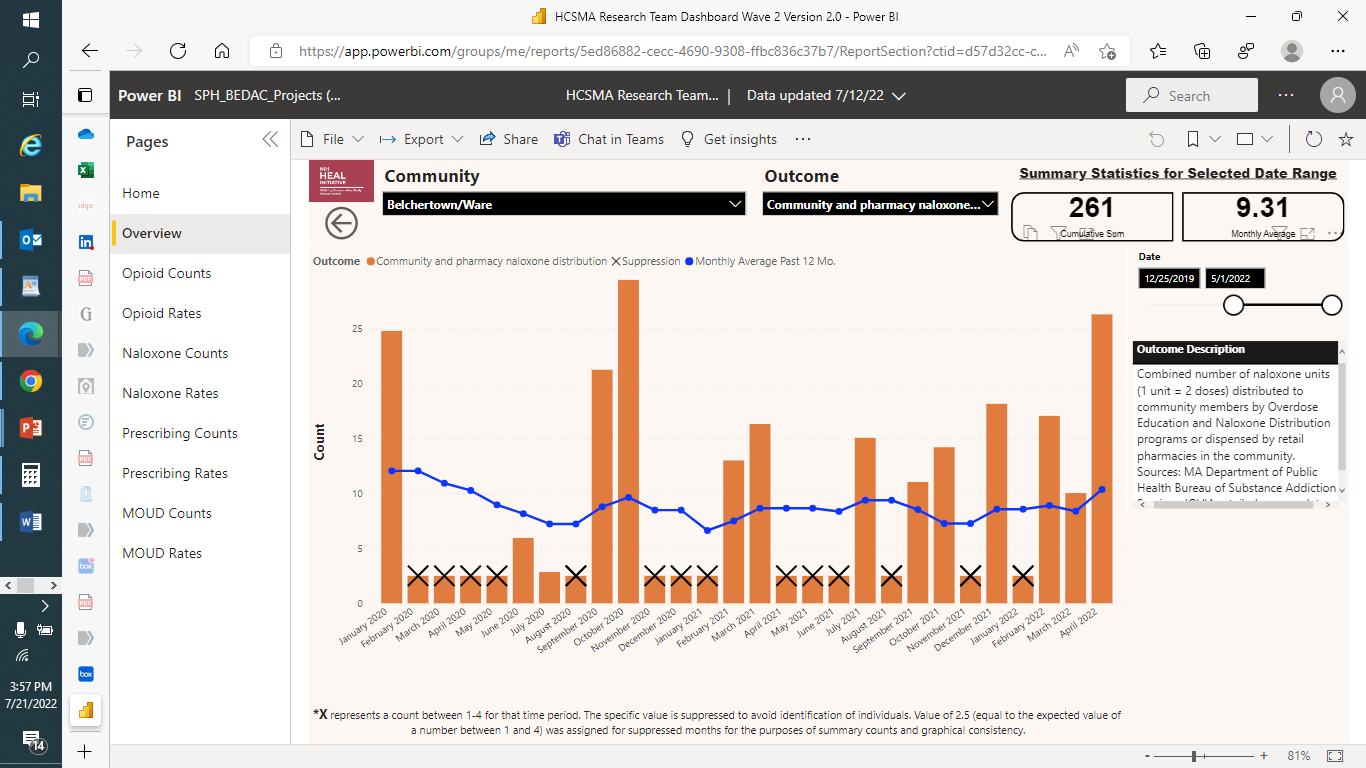 HCSMA Research Team Dashboard Wave 2 Version 2.0 - Power BI
https://app.powerbi.com/groups/me/reports/5ed86882-cecc-4690-9308-ffbc836c37b7/ReportSection?ctid=d57d32cc-c...
Power BI SPH_BEDAC_Projects (...
HCSMA Research Team... | Data updated 7/12/22
Search
Pages
File Export Share Chat in Teams Get insights ...
Home
Overview
Opioid Counts
Opioid Rates
Naloxone Counts
Naloxone Rates
Prescribing Counts
Prescribing Rates
MOUD Counts
MOUD Rates
NIH
HEAL
INITIATIVE
Community
Belchertown/Ware
Outcome
Community and pharmacy naloxone...
Summary Statistics for Selected Date Range
261
Cumulative Sum
9.31
Monthly Average
Date
12/25/2019 5/1/2022
Outcome Community and pharmacy naloxone distribution Suppression Monthly Average Past 12 Mo.
Count
25
20
15
10
5
0
January 2020
February 2020
March 2020
April 2020
May 2020
June 2020
July 2020
August 2020
September 2020
October 2020
November 2020
December 2020
January 2021
February 2021
March 2021
April 2021
May 2021
June 2021
July 2021
August 2021
September 2021
October 2021
November 2021
December 2021
January 2022
February 2022
March 2022
April 2022
Outcome Description
Combined number of naloxone units
(1 unit = 2 doses) distributed to
community members by Overdose
Education and Naloxone Distribution
programs or dispensed by retail
pharmacies in the community.
Sources: MA Department of Public
Health Bureau of Substance Addiction
*X represents a count between 1-4 for that time period. The specific value is suppressed to avoid identification of individuals. Value of 2.5 (equal to the expected value of
a number between 1 and 4) was assigned for suppressed months for the purposes of summary counts and graphical consistency.
3:57 PM
7/21/2022
14
- + 81%